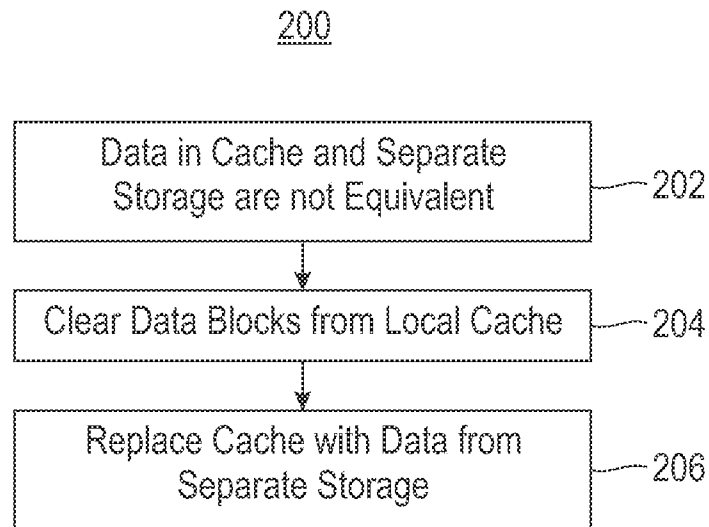 200
Data in Cache and Separate
Storage are not Equivalent
202
Clear Data Blocks from Local Cache
204
Replace Cache with Data from
Separate Storage
206